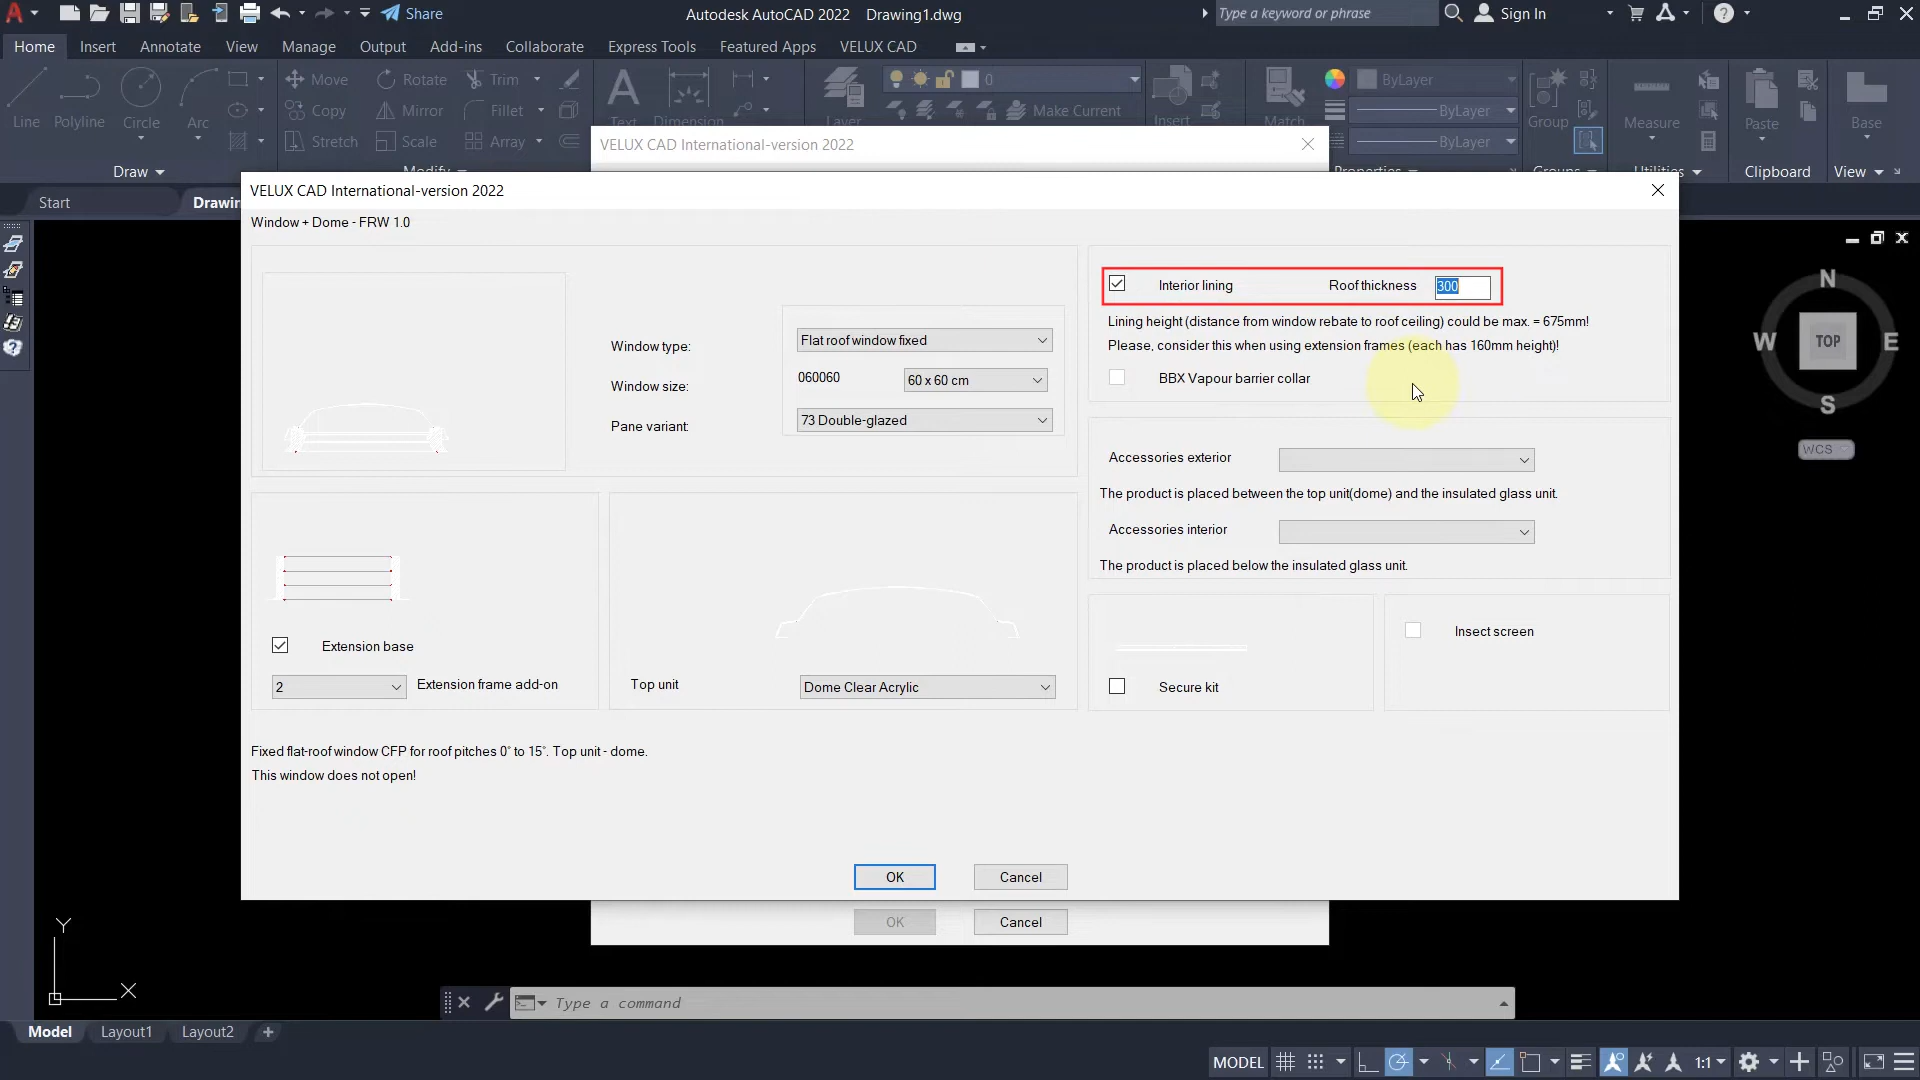 Share
Autodesk AutoCAD 2022 Drawing1.dwg
Type a keyword or phrase
Sign In
Home Insert Annotate View Manage Output Add-ins Collaborate Express Tools Featured Apps VELUX CAD
Line Polyline Circle Arc
Move Rotate Trim
Copy Mirror Fillet
Stretch Scale Array
Text Dimension
Layer
0
Make Current
Insert
Match
ByLayer
ByLayer
ByLayer
Group
Measure
Paste
Base
Draw
Modify
Properties
Groups
Utilities
Clipboard
View
Start
VELUX CAD International-version 2022
VELUX CAD International-version 2022
Window + Dome - FRW 1.0
Window type:
Flat roof window fixed
Window size:
060060
60 x 60 cm
Pane variant:
73 Double-glazed
Interior lining
Roof thickness
300
Lining height (distance from window rebate to roof ceiling) could be max. = 675mm!
Please, consider this when using extension frames (each has 160mm height)!
BBX Vapour barrier collar
Accessories exterior
The product is placed between the top unit(dome) and the insulated glass unit.
Accessories interior
The product is placed below the insulated glass unit.
Extension base
2
Extension frame add-on
Top unit
Dome Clear Acrylic
Secure kit
Insect screen
Fixed flat-roof window CFP for roof pitches 0° to 15°. Top unit - dome.
This window does not open!
OK
Cancel
OK
Cancel
N
W
TOP
E
S
WCS
Y
X
Type a command
Model Layout1 Layout2
MODEL
1:1